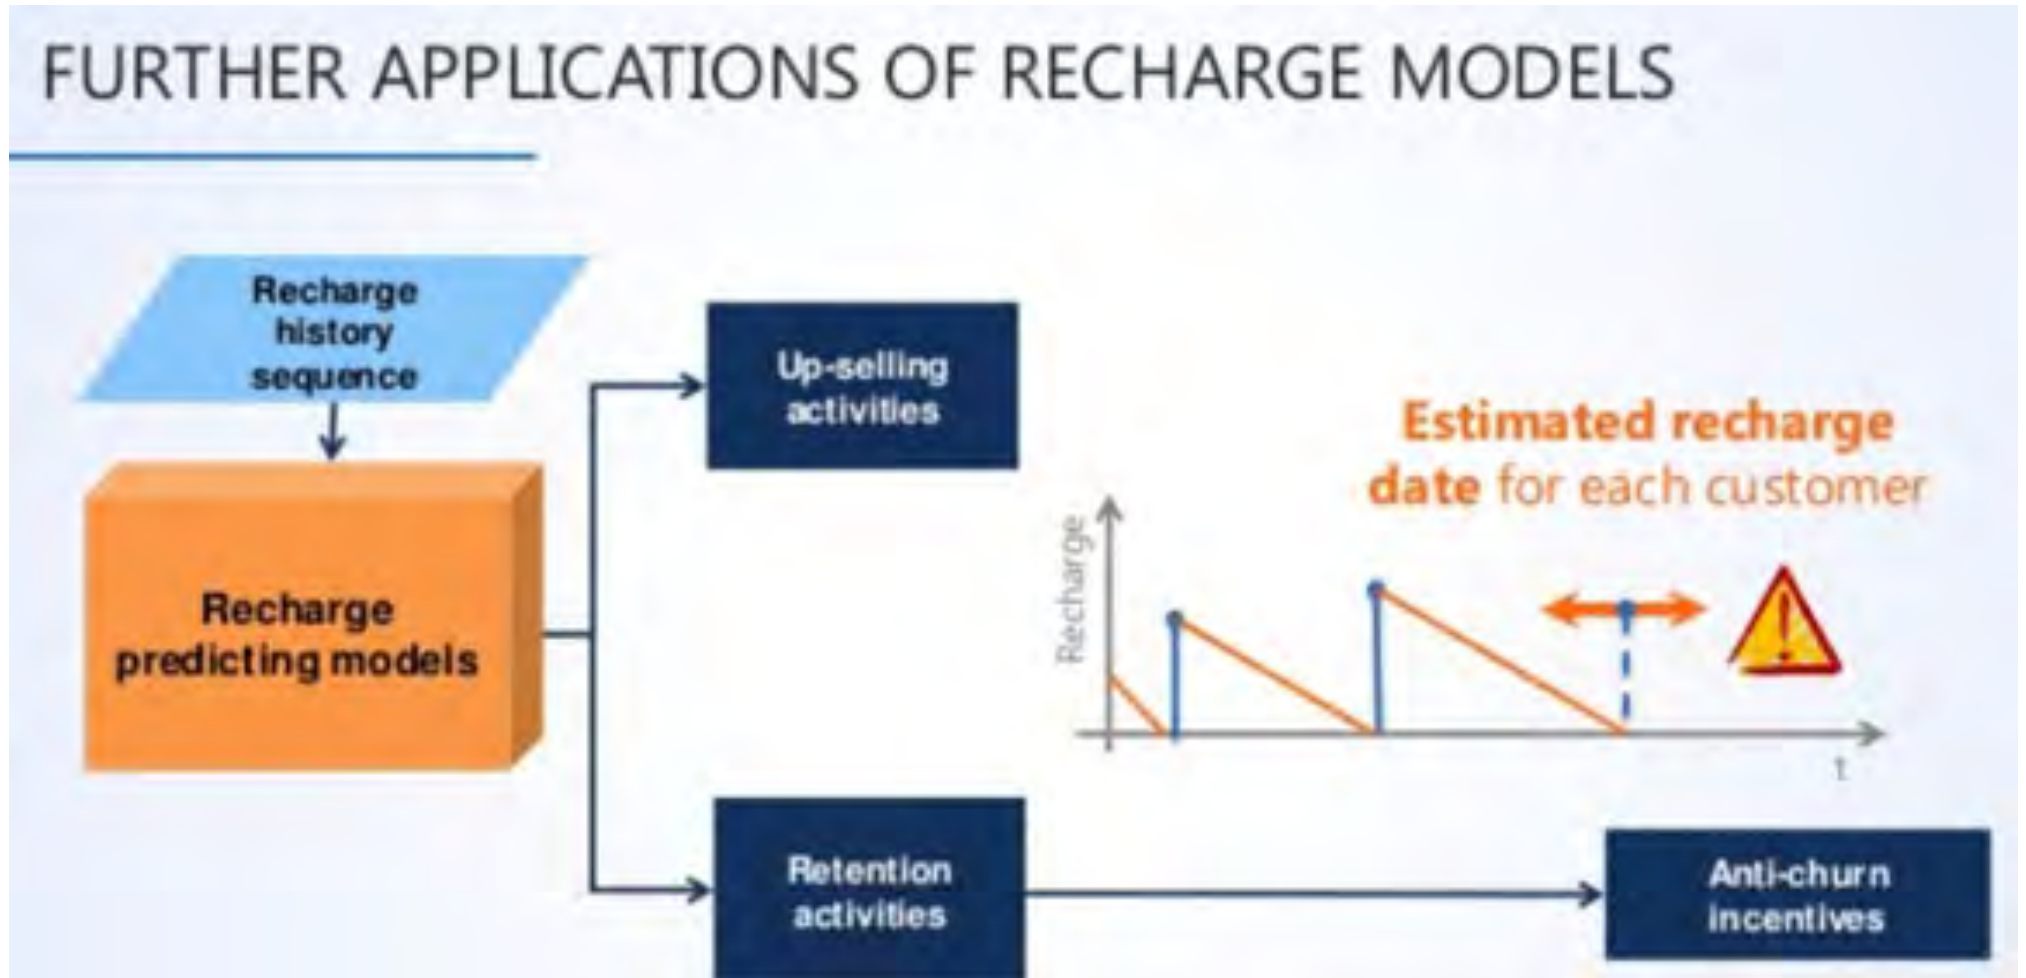 FURTHER APPLICATIONS OF RECHARGE MODELS
Recharge
history
sequence
Recharge
predicting models
Up-selling
activities
Estimated recharge
date for each customer
Recharge
t
Retention
activities
Anti-churn
incentives